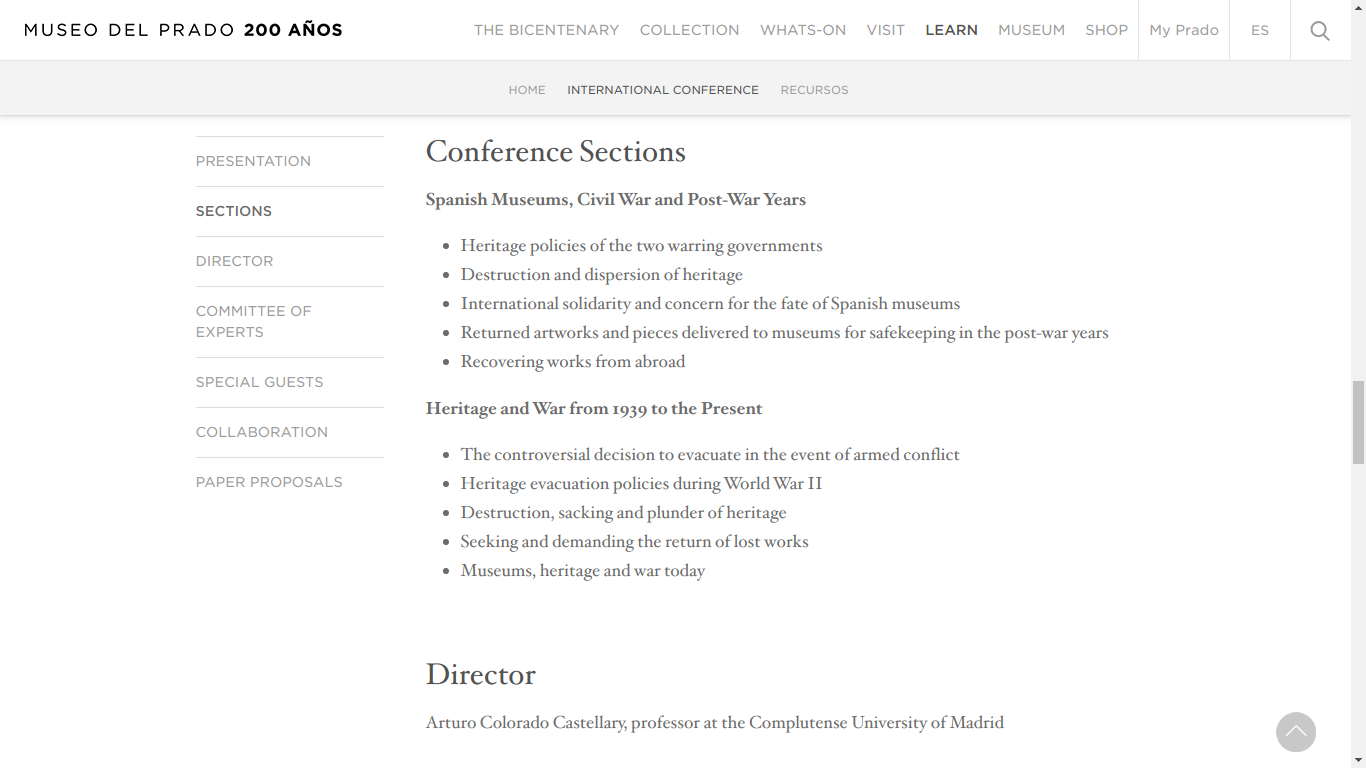 MUSEO DEL PRADO 200 AÑOS
THE BICENTENARY
COLLECTION
WHATS-ON
VISIT
LEARN
MUSEUM
SHOP
My Prado
ES
HOME
INTERNATIONAL CONFERENCE
RECURSOS
PRESENTATION
SECTIONS
DIRECTOR
COMMITTEE OF
EXPERTS
SPECIAL GUESTS
COLLABORATION
PAPER PROPOSALS
Conference Sections
Spanish Museums, Civil War and Post-War Years
Heritage policies of the two warring governments
Destruction and dispersion of heritage
International solidarity and concern for the fate of Spanish museums
Returned artworks and pieces delivered to museums for safekeeping in the post-war years
Recovering works from abroad
Heritage and War from 1939 to the Present
The controversial decision to evacuate in the event of armed conflict
Heritage evacuation policies during World War II
Destruction, sacking and plunder of heritage
Seeking and demanding the return of lost works
Museums, heritage and war today
Director
Arturo Colorado Castellary, professor at the Complutense University of Madrid